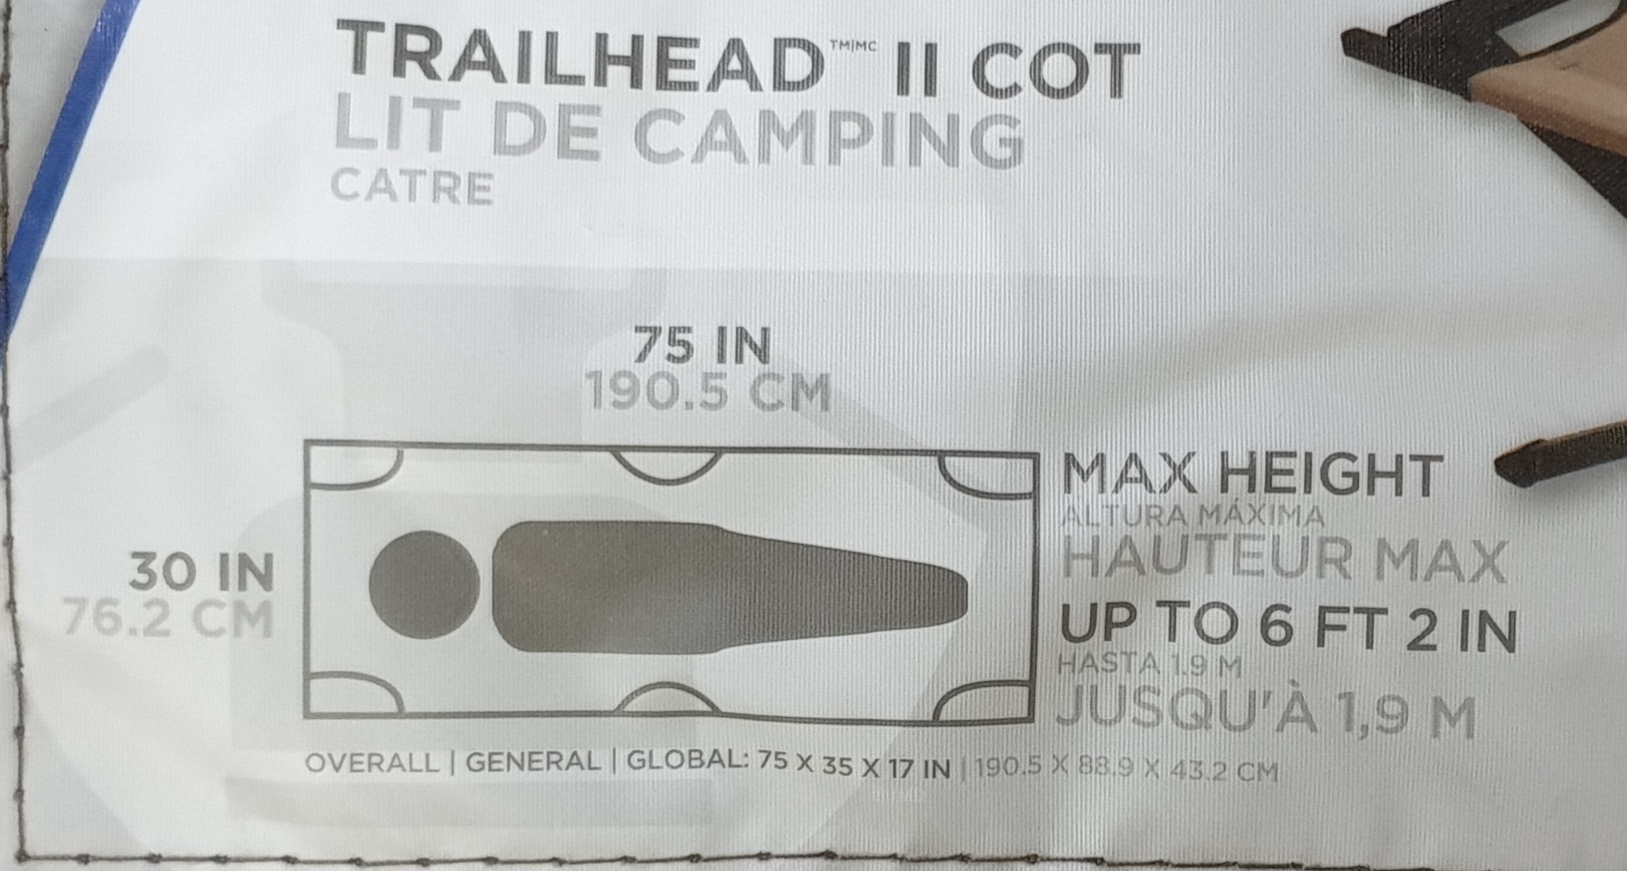 TRAILHEAD™|MC II COT
LIT DE CAMPING
CATRE
75 IN
190.5 CM
30 IN
76.2 CM
MAX HEIGHT
ALTURA MÁXIMA
HAUTEUR MAX
UP TO 6 FT 2 IN
HASTA 1.9 M
JUSQU'À 1,9 M
OVERALL | GENERAL | GLOBAL: 75 X 35 X 17 IN | 190.5 X 88.9 X 43.2 CM